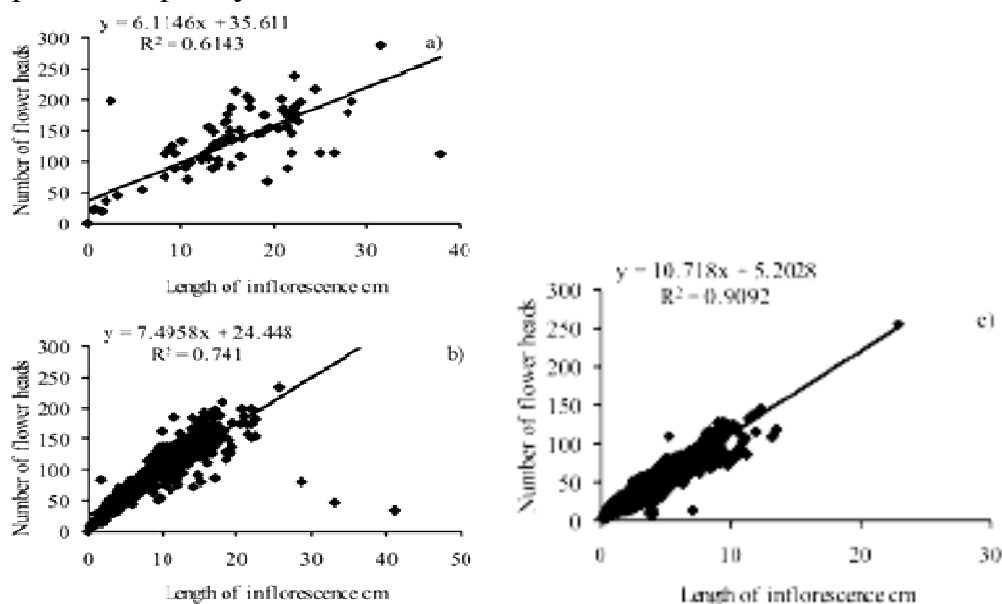 y = 6.1146x + 35.611
R² = 0.6143
a)
Number of flower heads
300
250
200
150
100
50
0
0 10 20 30 40
Length of inflorescence cm
y = 7.4958x + 24.448
R² = 0.741
b)
Number of flower heads
300
250
200
150
100
50
0
0 10 20 30 40 50
Length of inflorescence cm
y = 10.718x + 5.2028
R² = 0.9092
c)
Number of flower heads
300
250
200
150
100
50
0
0 10 20 30
Length of inflorescence cm